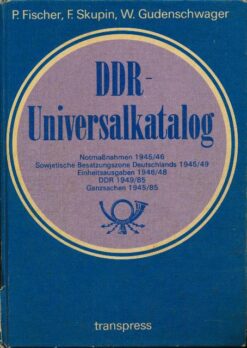 P. Fischer, F. Skupin, W. Gudenschwager
DDR-
Universalkatalog
Notmaßnahmen 1945/46
Sowjetische Besatzungszone Deutschlands 1945/49
Einheitsausgaben 1946/48
DDR 1949/85
Ganzsachen 1945/85
transpress